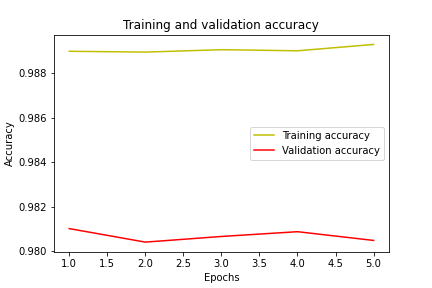 Training and validation accuracy
0.988
0.986
0.984
0.982
0.980
Accuracy
Training accuracy
Validation accuracy
1.0 1.5 2.0 2.5 3.0 3.5 4.0 4.5 5.0
Epochs